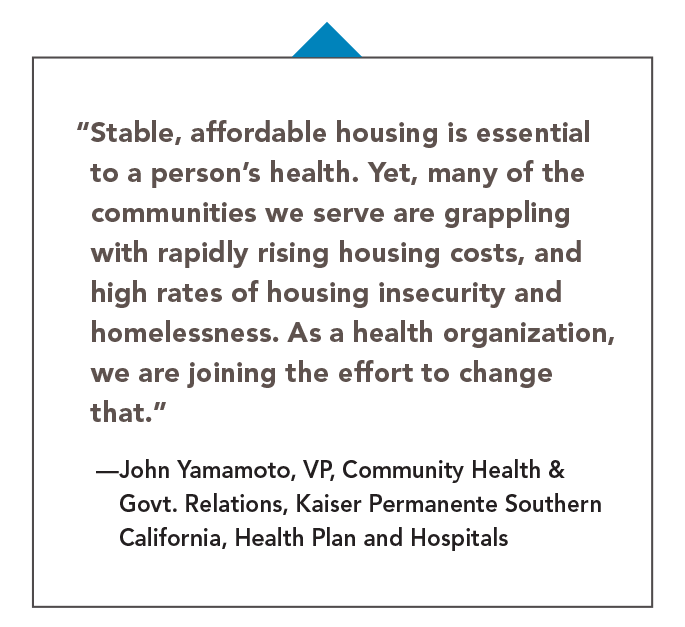 “Stable, affordable housing is essential
to a person’s health. Yet, many of the
communities we serve are grappling
with rapidly rising housing costs, and
high rates of housing insecurity and
homelessness. As a health organization,
we are joining the effort to change
that.”
—John Yamamoto, VP, Community Health &
Govt. Relations, Kaiser Permanente Southern
California, Health Plan and Hospitals